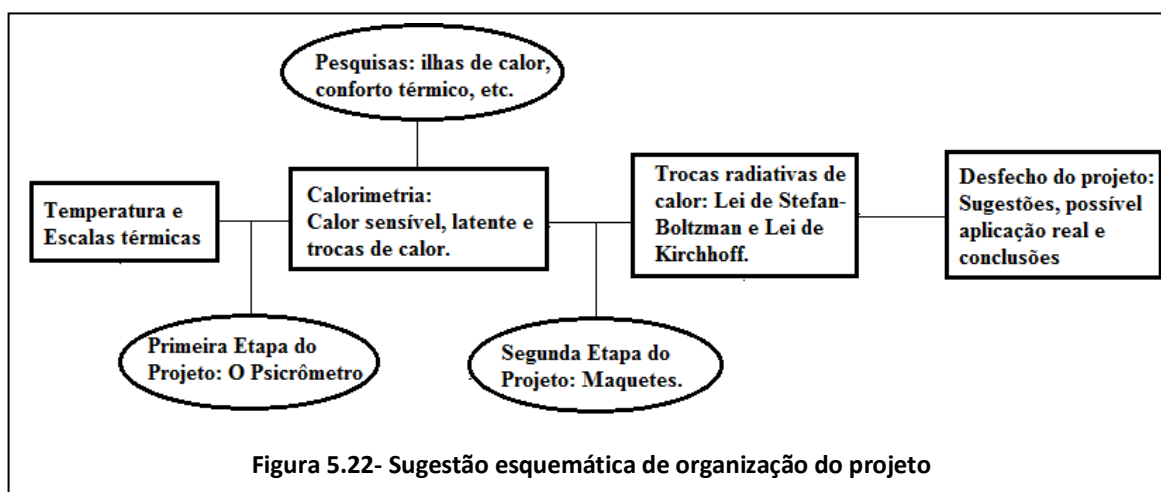 Pesquisas: ilhas de calor,
conforto térmico, etc.
Temperatura e
Escalas térmicas
Calorimetria:
Calor sensível, latente e
trocas de calor.
Trocas radiativas de
calor: Lei de Stefan-
Boltzman e Lei de
Kirchhoff.
Desfecho do projeto:
Sugestões, possível
aplicação real e
conclusões
Primeira Etapa do
Projeto: O Psicrômetro
Segunda Etapa do
Projeto: Maquetes.
Figura 5.22- Sugestão esquemática de organização do projeto